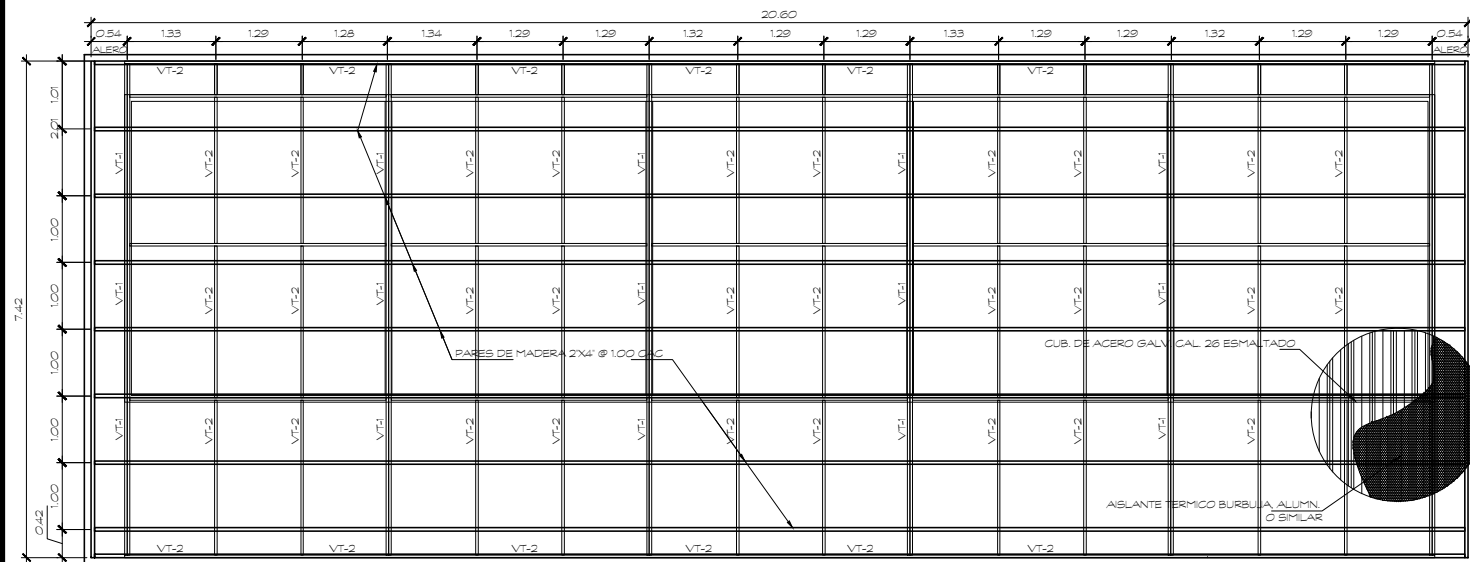 20.60
0.54 1.33 1.29 1.28 1.34 1.29 1.29 1.32 1.29 1.29 1.33 1.29 1.29 1.32 1.29 1.29 0.54
ALERO ALERO
VT-2 VT-2 VT-2 VT-2 VT-2 VT-2
1.01
2.01
VT-1 VT-2 VT-2 VT-1 VT-2 VT-2 VT-1 VT-2 VT-2 VT-1 VT-2 VT-2 VT-1 VT-2 VT-2
1.00
VT-1 VT-2 VT-2 VT-1 VT-2 VT-2 VT-1 VT-2 VT-2 VT-1 VT-2 VT-2 VT-1 VT-2 VT-2
1.00
7.42
CUB. DE ACERO GALV. CAL. 26 ESMALTADO
PARES DE MADERA 2'X4' @ 1.00 CAC
1.00
VT-1 VT-2 VT-2 VT-1 VT-2 VT-2 VT-1 VT-2 VT-2 VT-1 VT-2 VT-2 VT-1 VT-2
1.00
1.00
AISLANTE TERMICO BURBUJA, ALUMN.
O SIMILAR
0.42
VT-2 VT-2 VT-2 VT-2 VT-2 VT-2